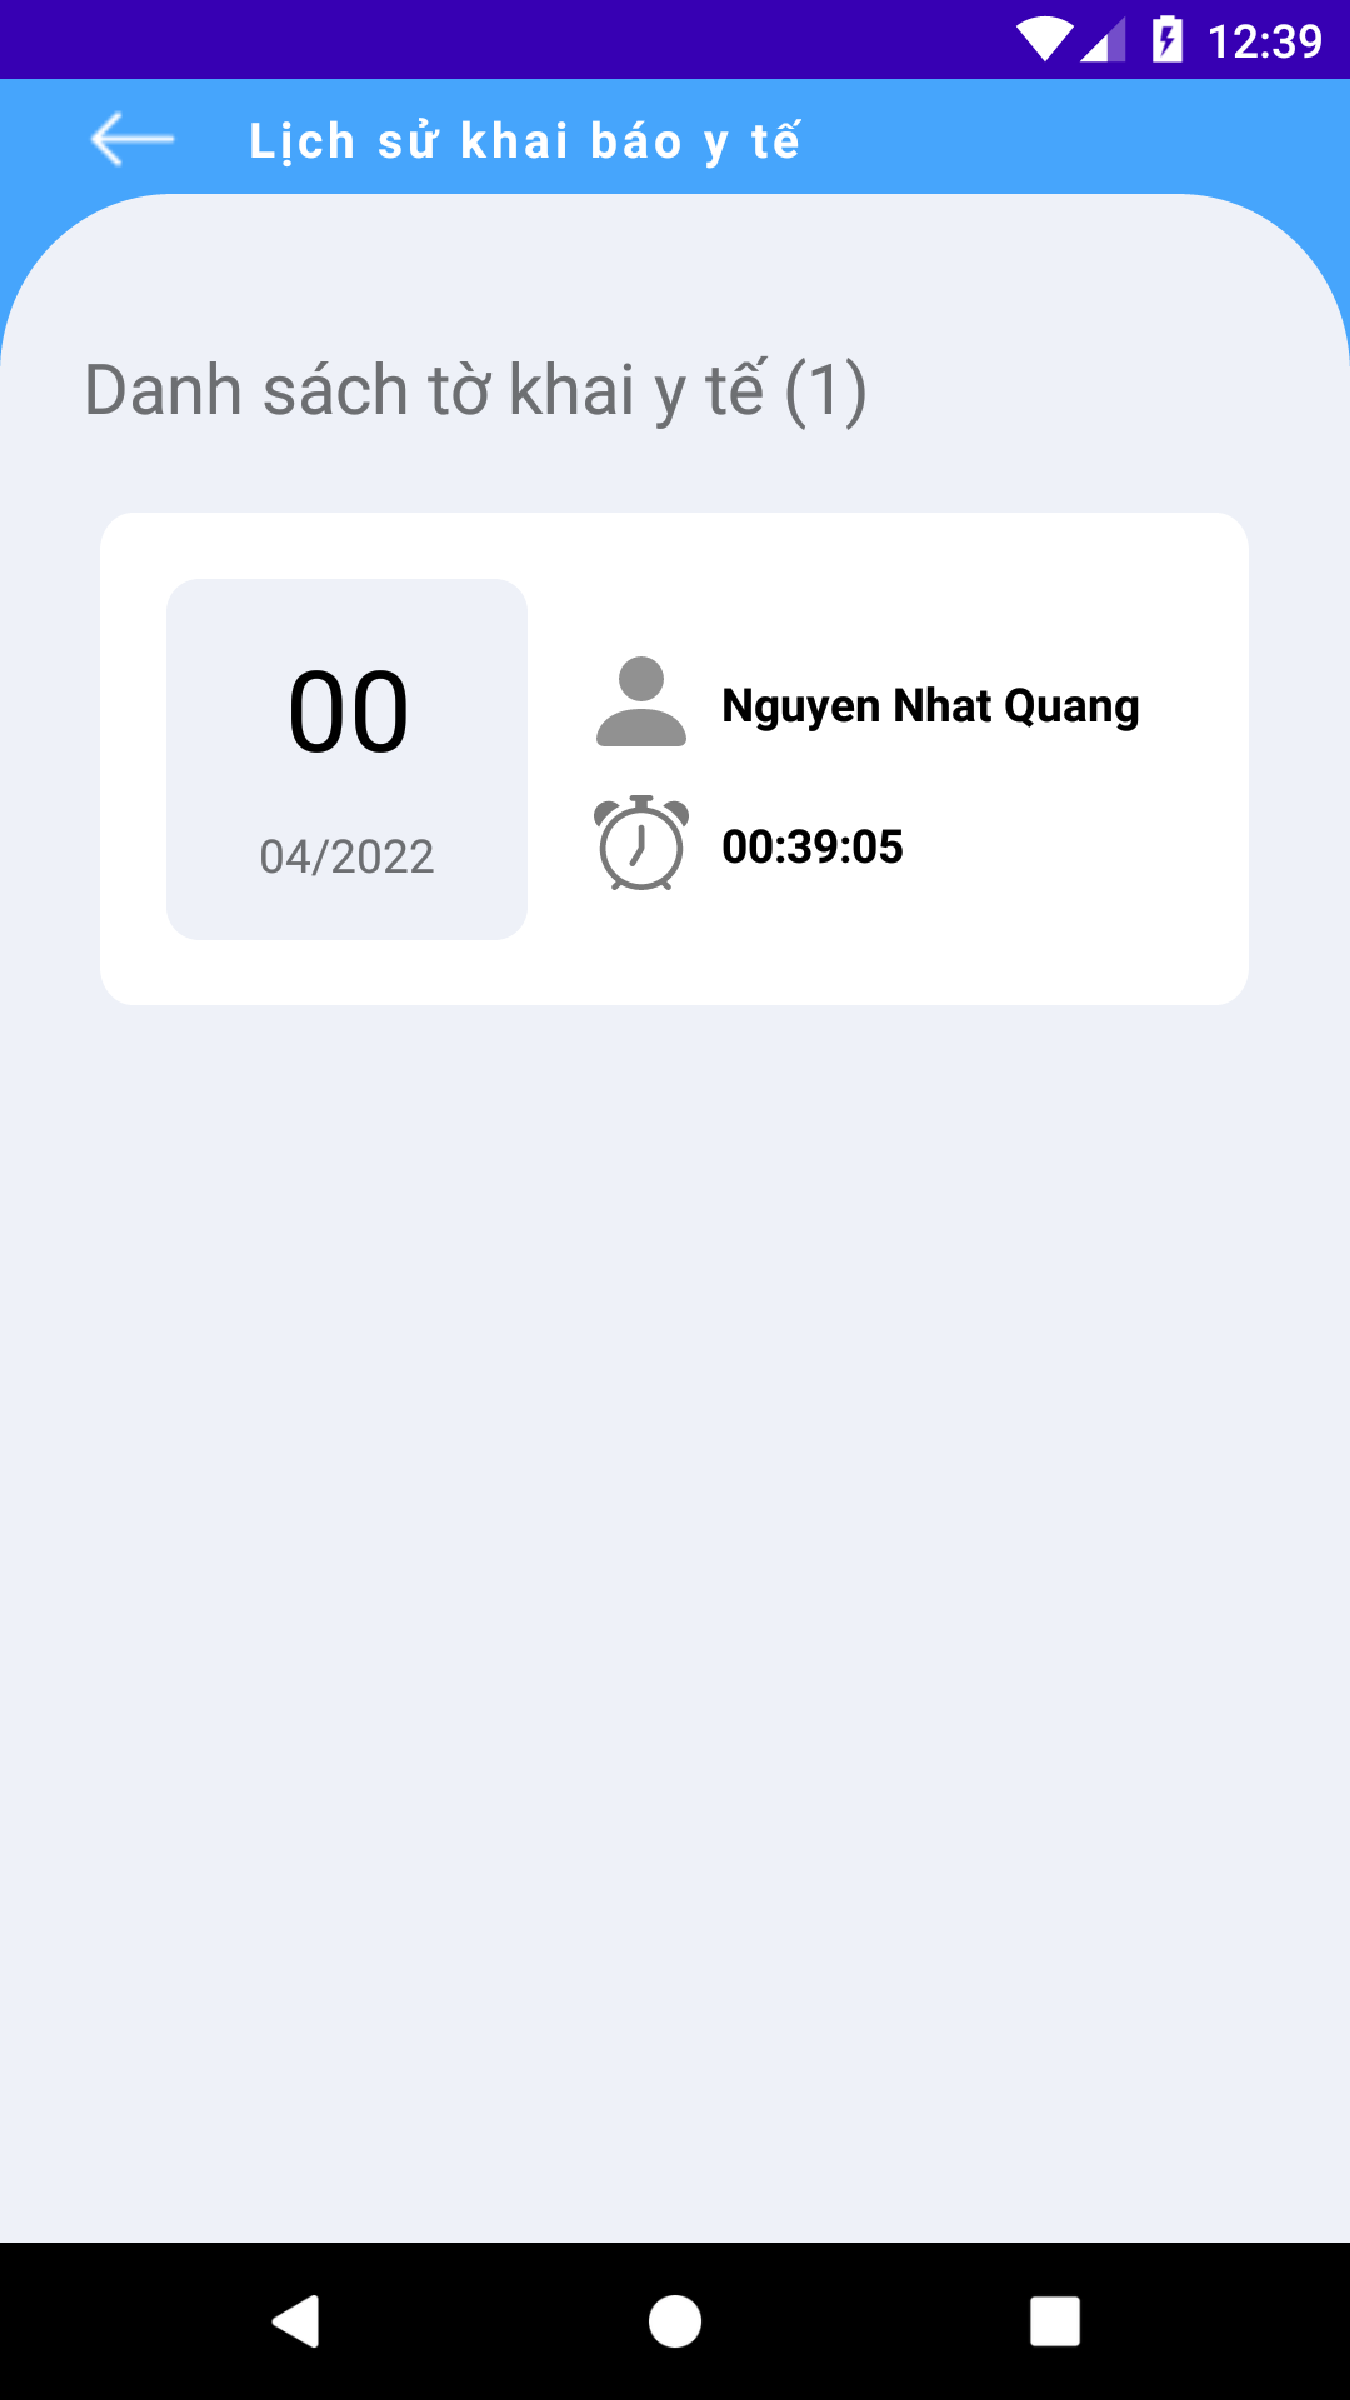 12:39
Lịch sử khai báo y tế
Danh sách tờ khai y tế (1)
00
04/2022
Nguyen Nhat Quang
00:39:05